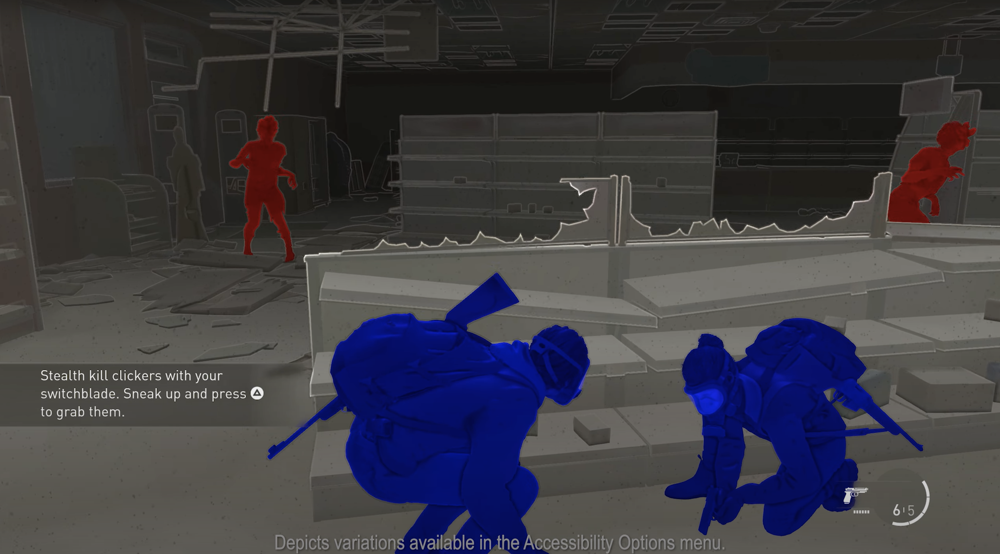 Stealth kill clickers with your
switchblade. Sneak up and press
to grab them.
6 5
Depicts variations available in the Accessibility Options menu.